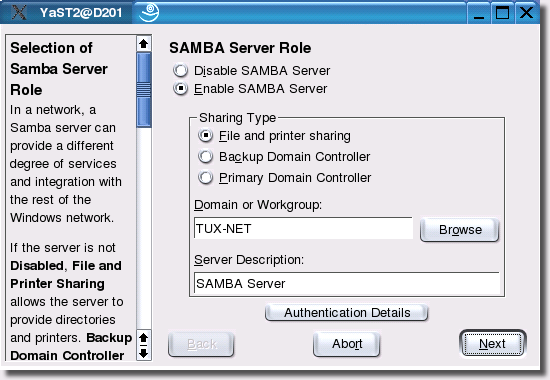 YaST2@D201
Selection of
Samba Server
Role
In a network, a
Samba server can
provide a different
degree of services
and integration with
the rest of the
Windows network.
If the server is not
Disabled, File and
Printer Sharing
allows the server to
provide directories
and printers. Backup
Domain Controller
SAMBA Server Role
Disable SAMBA Server
Enable SAMBA Server
Sharing Type
File and printer sharing
Backup Domain Controller
Primary Domain Controller
Domain or Workgroup:
TUX-NET
Browse
Server Description:
SAMBA Server
Authentication Details
Back
Abort
Next